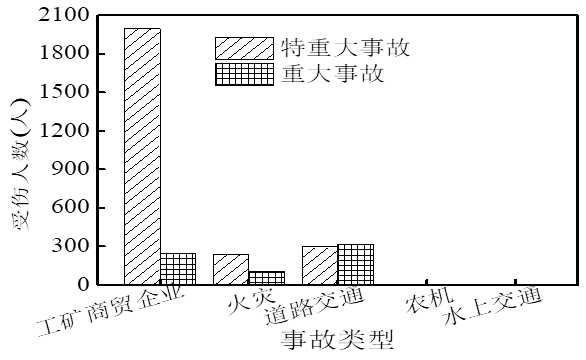 2100
1800
1500
1200
900
600
300
0
受伤人数(人)
特重大事故
重大事故
工矿商贸企业
火灾
道路交通
农机
水上交通
事故类型